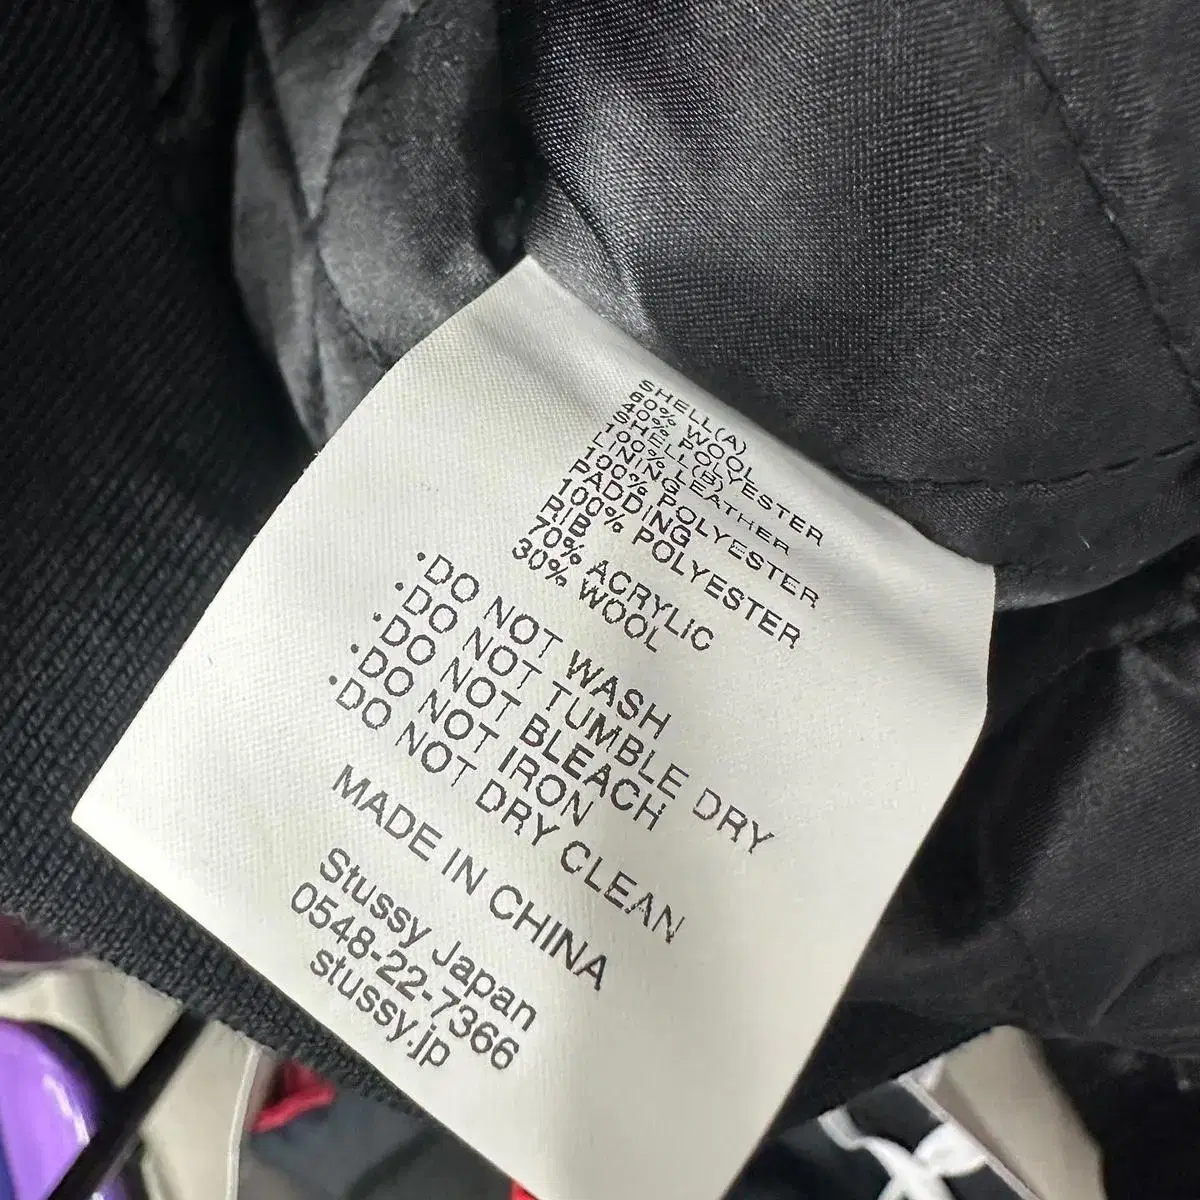 SHELL(A)
60% WOOL
40% POLYESTER
SHELL(B)
100% LEATHER
LINING
100% POLYESTER
PADDING
100% POLYESTER
RIB
70% ACRYLIC
30% WOOL
·DO NOT WASH
·DO NOT TUMBLE DRY
·DO NOT BLEACH
·DO NOT IRON
·DO NOT DRY CLEAN
MADE IN CHINA
Stussy Japan
0548-22-7366
stussy.jp